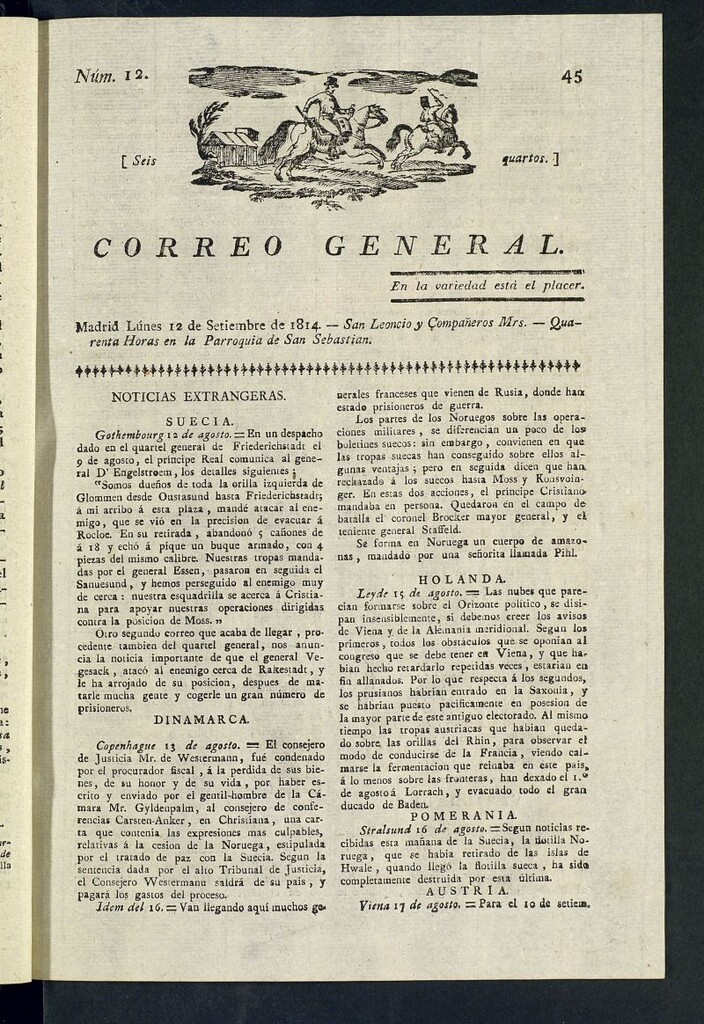 Núm. 12.
45
[ Seis
quartos. ]
CORREO GENERAL.
En la variedad está el placer.
Madrid Lúnes 12 de Setiembre de 1814. — San Leoncio y Compañeros Mrs. — Qua-
renta Horas en la Parroquia de San Sebastian.
NOTICIAS EXTRANGERAS.
SUECIA.
Gothembourg 12 de agosto. = En un despacho
dado en el quartel general de Friederichstadt el
9 de agosto, el príncipe Real comunica al gene-
ral D' Engelstroem, los detalles siguientes;
"Somos dueños de toda la orilla izquierda de
Glommen desde Oustasund hasta Friederichstadt;
á mi arribo á esta plaza, mandé atacar al ene-
migo, que se vió en la precision de evacuar á
Rocloe. En su retirada, abandonó 5 cañones de
á 18 y echó á pique un buque armado, con 4
piezas del mismo calibre. Nuestras tropas manda-
das por el general Essen, pasaron en seguida el
Sanuesund, y hemos perseguido al enemigo muy
de cerca: nuestra esquadrilla se acerca á Cristia-
na para apoyar nuestras operaciones dirigidas
contra la posicion de Moss.„
Otro segundo correo que acaba de llegar, pro-
cedente tambien del quartel general, nos anun-
cia la noticia importante de que el general Ve-
gesack, atacó al enemigo cerca de Rakestadt, y
le ha arrojado de su posicion, despues de ma-
tarle mucha gente y cogerle un gran número de
prisioneros.
DINAMARCA.
Copenhague 13 de agosto. = El consejero
de Justicia Mr. de Westermann, fué condenado
por el procurador fiscal, á la perdida de sus bie-
nes, de su honor y de su vida, por haber es-
crito y enviado por el gentil-hombre de la Cá-
mara Mr. Gyldenpalm, al consejero de confe-
rencias Carsten-Anker, en Christiana, una car-
ta que contenia las expresiones mas culpables,
relativas á la cesion de la Noruega, estipulada
por el tratado de paz con la Suecia. Segun la
sentencia dada por el alto Tribunal de Justicia,
el Consejero Westermann saldrá de su pais, y
pagará los gastos del proceso.
Idem del 16. = Van llegando aquí muchos ge-
nerales franceses que vienen de Rusia, donde han
estado prisioneros de guerra.
Los partes de los Noruegos sobre las opera-
ciones militares, se diferencian un poco de los
boletines suecos: sin embargo, convienen en que
las tropas suecas han conseguido sobre ellos al-
gunas ventajas; pero en seguida dicen que han
rechazado á los suecos hasta Moss y Konsvoin-
ger. En estas dos acciones, el príncipe Cristiano
mandaba en persona. Quedaron en el campo de
batalla el coronel Brocker mayor general, y el
teniente general Staffeld.
Se forma en Noruega un cuerpo de amazo-
nas, mandado por una señorita llamada Pihl.
HOLANDA.
Leyde 15 de agosto. = Las nubes que pare-
cian formarse sobre el Orizonte político, se disi-
pan insensiblemente, si debemos creer los avisos
de Viena y de la Alemania meridional. Segun los
primeros, todos los obstáculos que se oponian al
congreso que se debe tener en Viena, y que ha-
bian hecho retardarlo repetidas veces, estarian en
fin allanados. Por lo que respecta á los segundos,
los prusianos habrian entrado en la Saxonia, y
se habrian puesto pacificamente en posesion de
la mayor parte de este antiguo electorado. Al mismo
tiempo las tropas austriacas que habian queda-
do sobre las orillas del Rhin, para observar el
modo de conducirse de la Francia, viendo cal-
marse la fermentacion que reinaba en este pais,
á lo menos sobre las fronteras, han dexado el 1.º
de agosto á Lorrach, y evacuado todo el gran
ducado de Baden.
POMERANIA.
Stralsund 16 de agosto. = Segun noticias re-
cibidas esta mañana de la Suecia, la flotilla No-
ruega, que se habia retirado de las islas de
Hwale, quando llegó la flotilla sueca, ha sido
completamente destruida por esta última.
AUSTRIA.
Viena 17 de agosto. = Para el 10 de setiem.